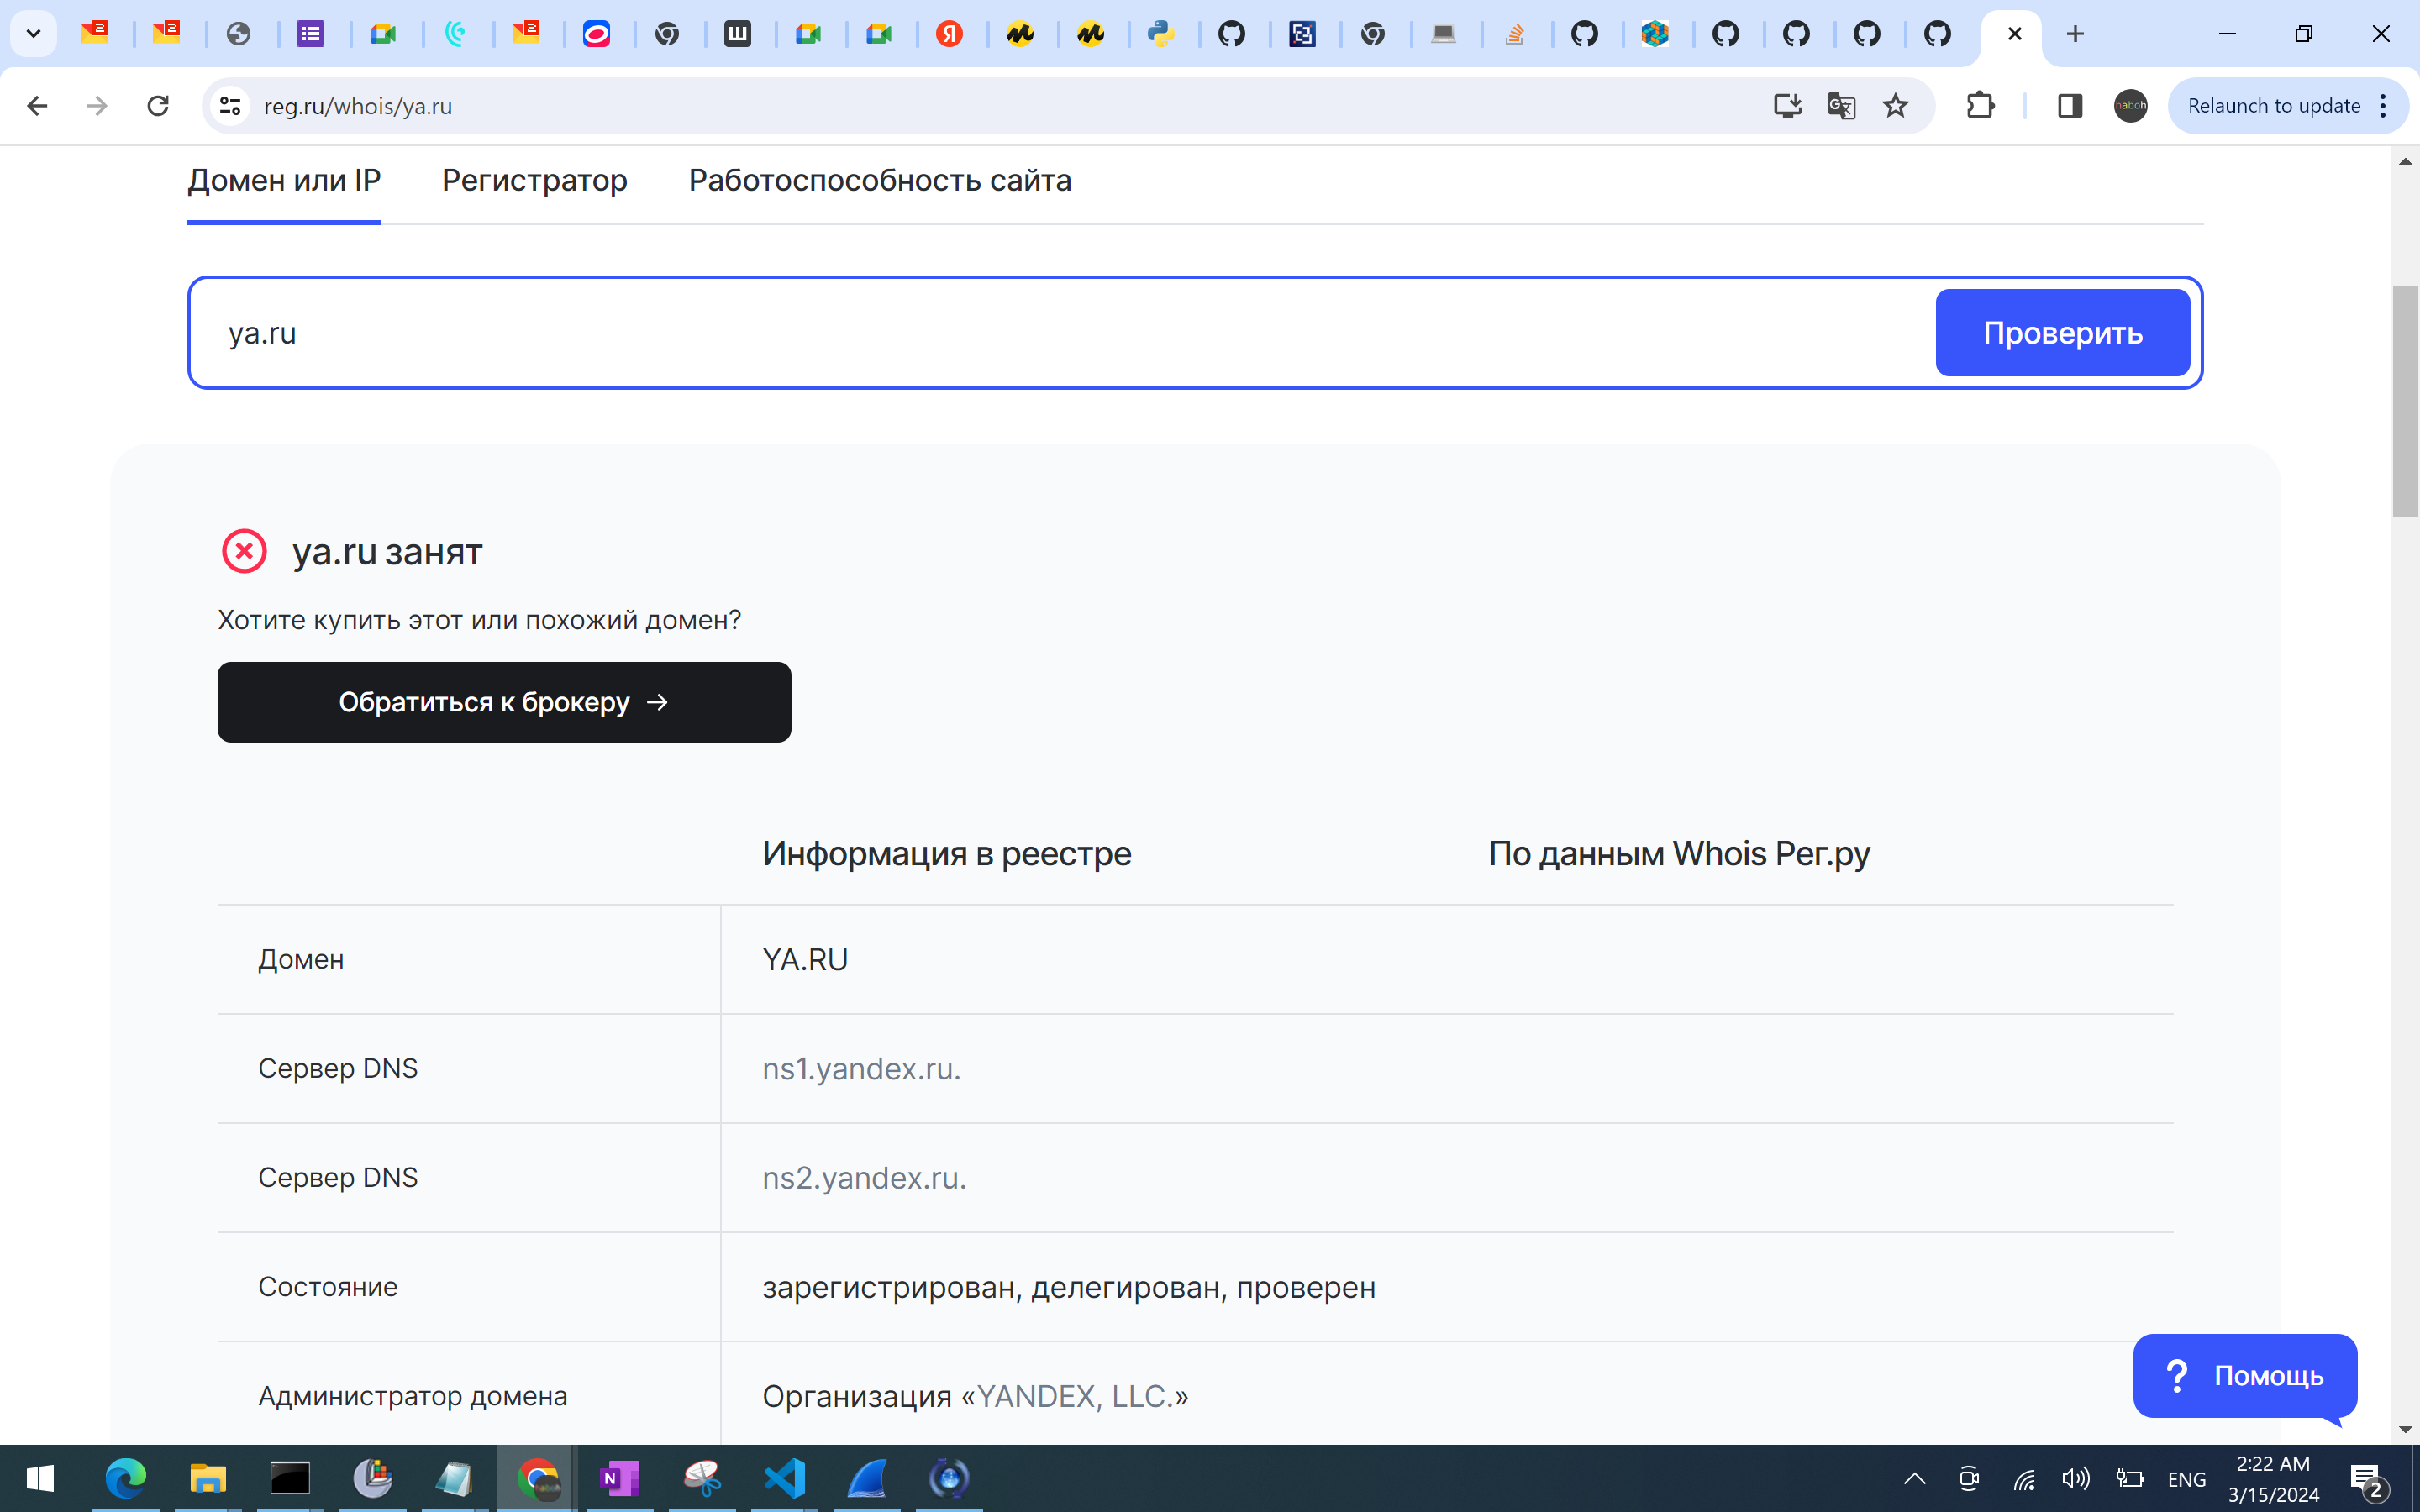 reg.ru/whois/ya.ru
haboh
Relaunch to update
Домен или IP
Регистратор
Работоспособность сайта
ya.ru
Проверить
ya.ru занят
Хотите купить этот или похожий домен?
Обратиться к брокеру →
Информация в реестре
По данным Whois Рег.ру
Домен
YA.RU
Сервер DNS
ns1.yandex.ru.
Сервер DNS
ns2.yandex.ru.
Состояние
зарегистрирован, делегирован, проверен
Администратор домена
Организация «YANDEX, LLC.»
? Помощь
ENG
2:22 AM
3/15/2024
2